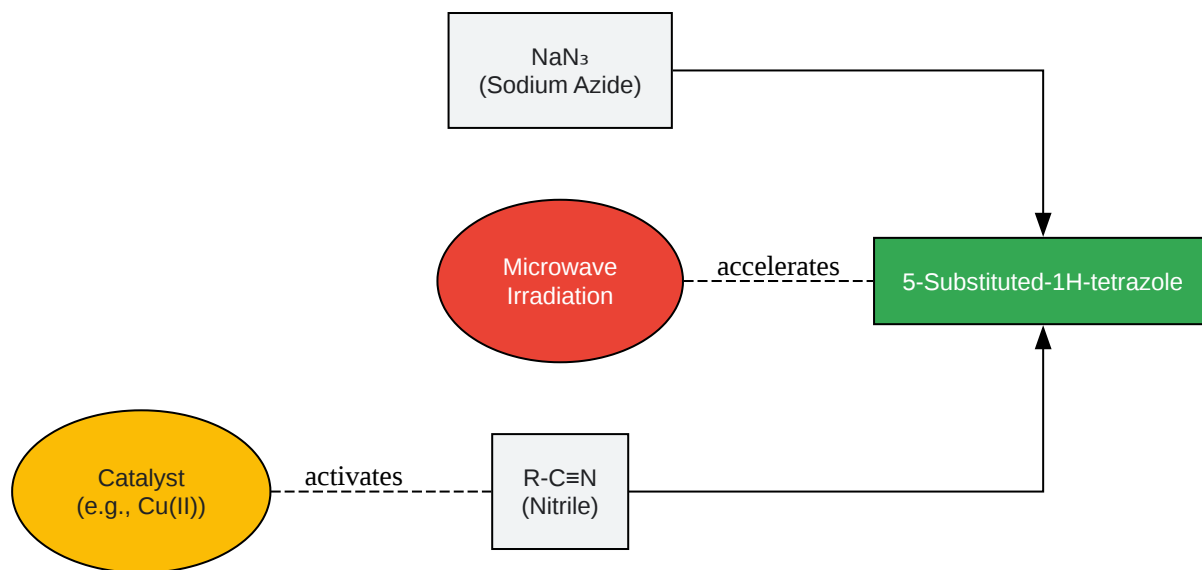 NaN₃
(Sodium Azide)
Microwave
Irradiation
accelerates
5-Substituted-1H-tetrazole
Catalyst
(e.g., Cu(II))
activates
R-C≡N
(Nitrile)